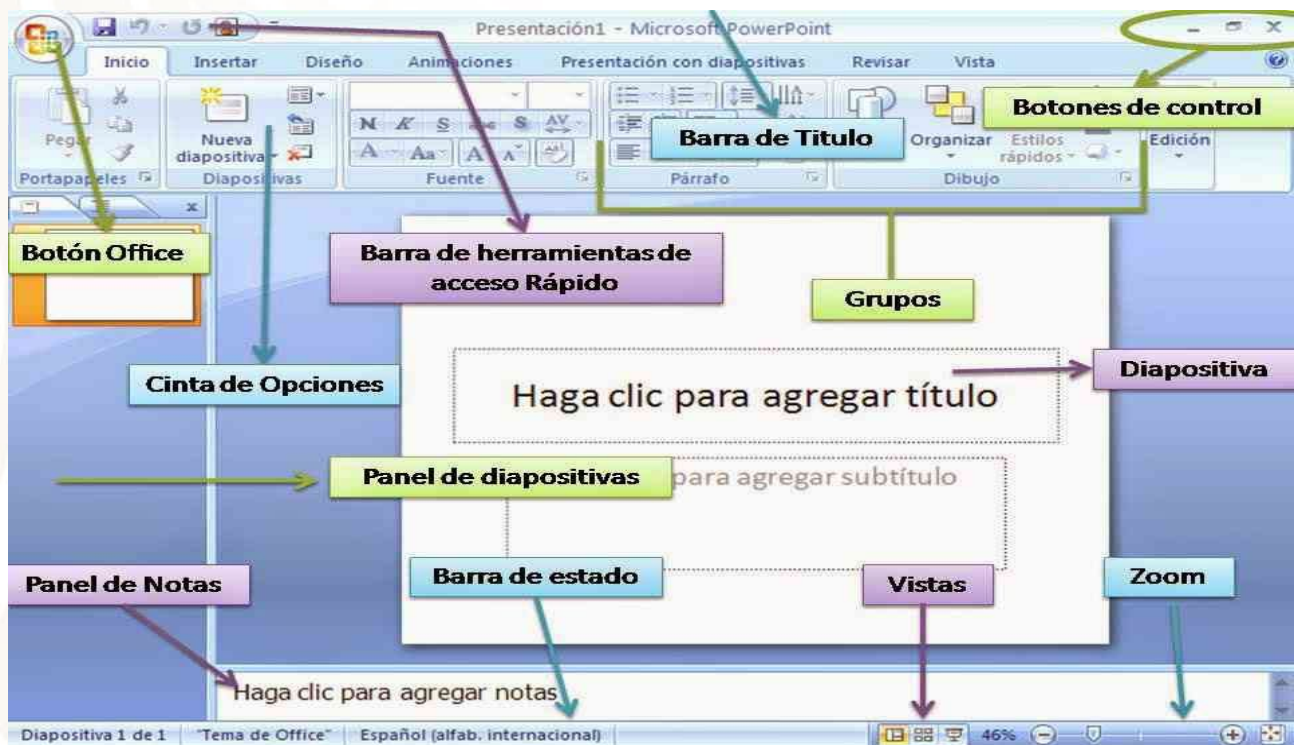 Presentación1 - Microsoft PowerPoint
Inicio Insertar Diseño Animaciones Presentación con diapositivas Revisar Vista
Botones de control
Barra de Titulo
Pegar
Nueva
diapositiva
Organizar
Estilos
rápidos
Edición
N K S abc S AV
A Aa A A
Portapapeles Diapositivas Fuente Párrafo Dibujo
Botón Office
Barra de herramientas de
acceso Rápido
Grupos
Cinta de Opciones
Diapositiva
Haga clic para agregar título
Panel de diapositivas
para agregar subtítulo
Panel de Notas
Barra de estado
Vistas
Zoom
Haga clic para agregar notas
Diapositiva 1 de 1 "Tema de Office" Español (alfab. internacional) 46%